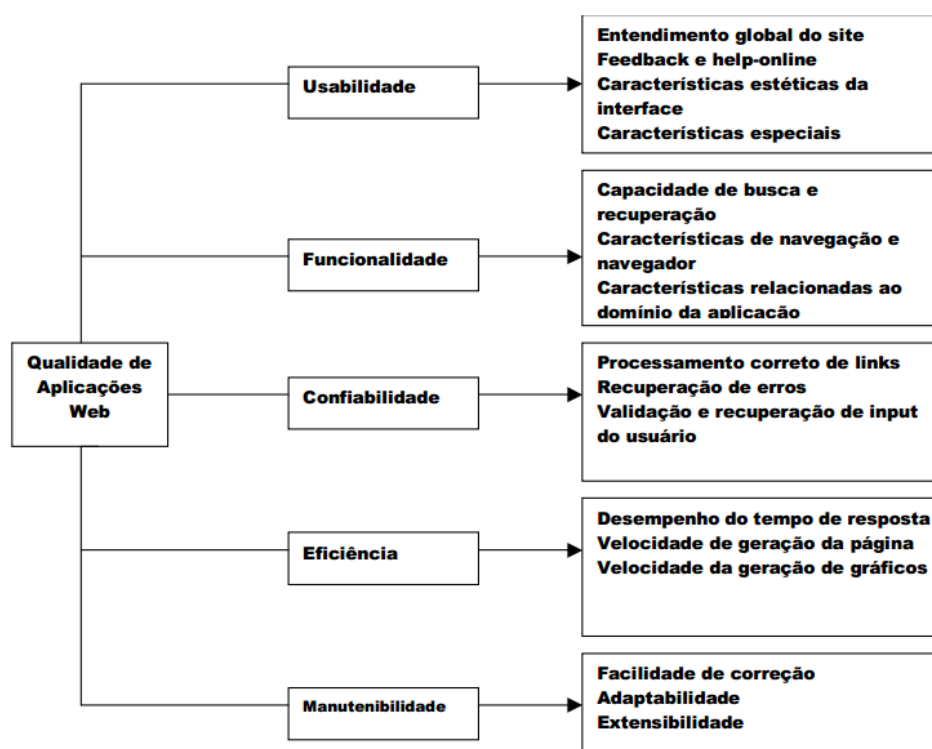 Entendimento global do site
Feedback e help-online
Características estéticas da
interface
Características especiais
Usabilidade
Capacidade de busca e
recuperação
Características de navegação e
navegador
Características relacionadas ao
domínio da aplicação
Funcionalidade
Qualidade de
Aplicações
Web
Processamento correto de links
Recuperação de erros
Validação e recuperação de input
do usuário
Confiabilidade
Desempenho do tempo de resposta
Velocidade de geração da página
Velocidade da geração de gráficos
Eficiência
Facilidade de correção
Adaptabilidade
Extensibilidade
Manutenibilidade